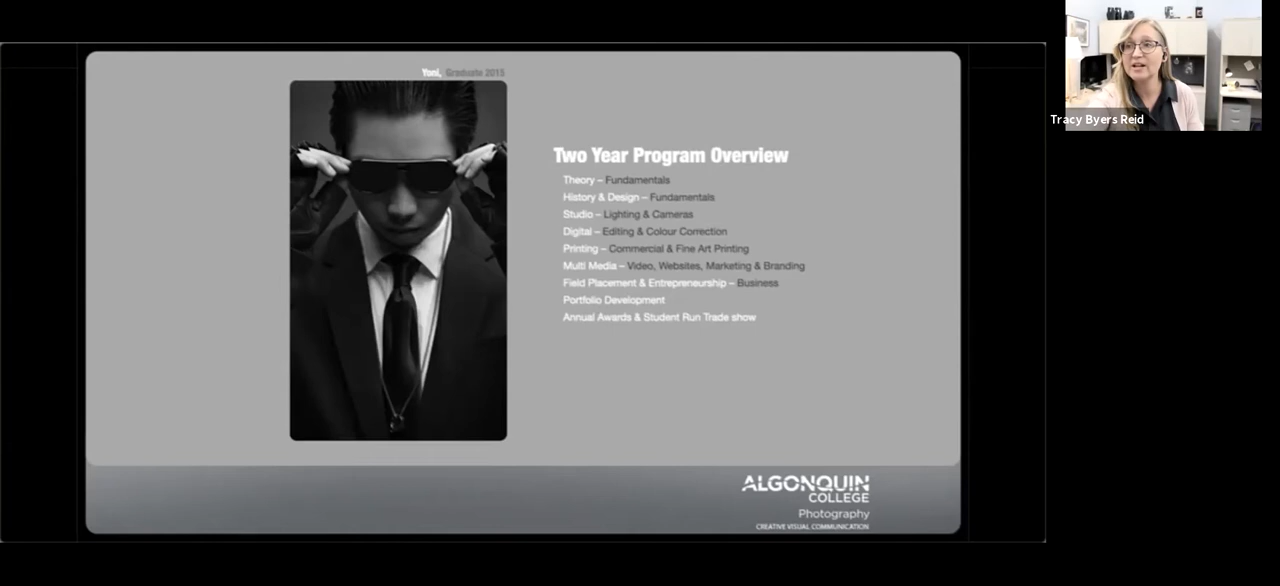 Yoni, Graduate 2015
Two Year Program Overview
Theory – Fundamentals
History & Design – Fundamentals
Studio – Lighting & Cameras
Digital – Editing & Colour Correction
Printing – Commercial & Fine Art Printing
Multi Media – Video, Websites, Marketing & Branding
Field Placement & Entrepreneurship – Business
Portfolio Development
Annual Awards & Student Run Trade show
ALGONQUIN
COLLEGE
Photography
CREATIVE VISUAL COMMUNICATION
Tracy Byers Reid